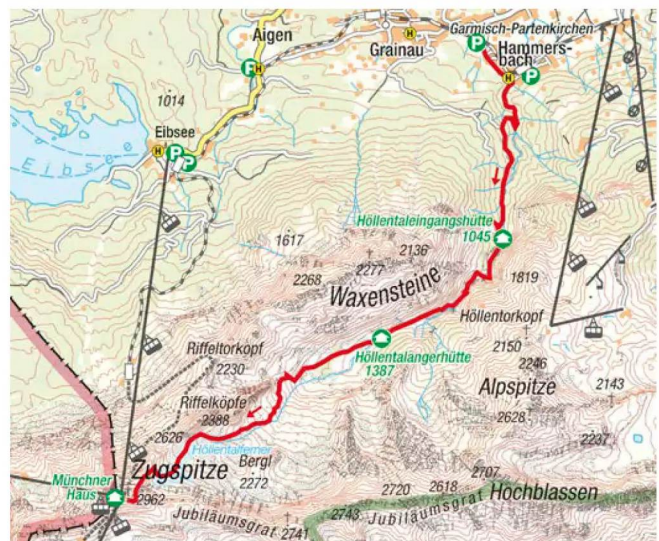 Garmisch-Partenkirchen
Aigen
H
P
Grainau
Hammers-
bach
P
H
P
H
1014
Eibsee
H
P
P
Eibsee
Höllentaleingangshütte
1045
1617
2136
2277
2268
Waxensteine
1819
Höllentorkopf
2150
2246
Höllentalangerhütte
1387
Riffeltorkopf
2230
Alpspitze
2143
Riffelköpfe
2388
2628
2626
2237
Höllentalferner
Bergl
2272
Münchner
Haus
Zugspitze
2962
2707
2720
2618
Hochblassen
Jubiläumsgrat
2741
2743
Jubiläumsgrat